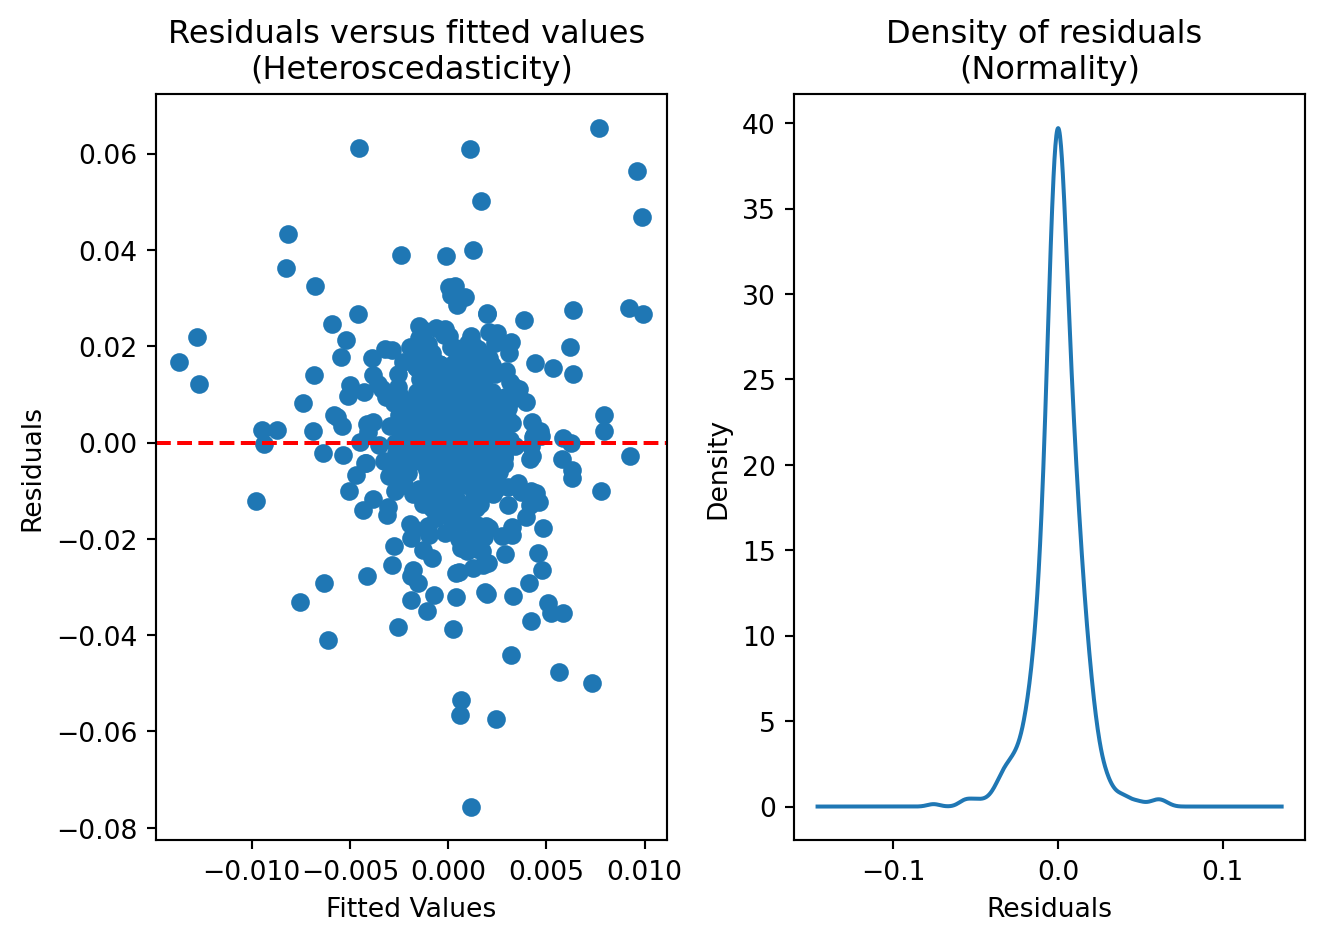 Residuals versus fitted values
(Heteroscedasticity)
0.06
0.04
0.02
0.00
−0.02
−0.04
−0.06
−0.08
Residuals
−0.010 −0.005 0.000 0.005 0.010
Fitted Values
Density of residuals
(Normality)
40
35
30
25
20
15
10
5
0
Density
−0.1 0.0 0.1
Residuals